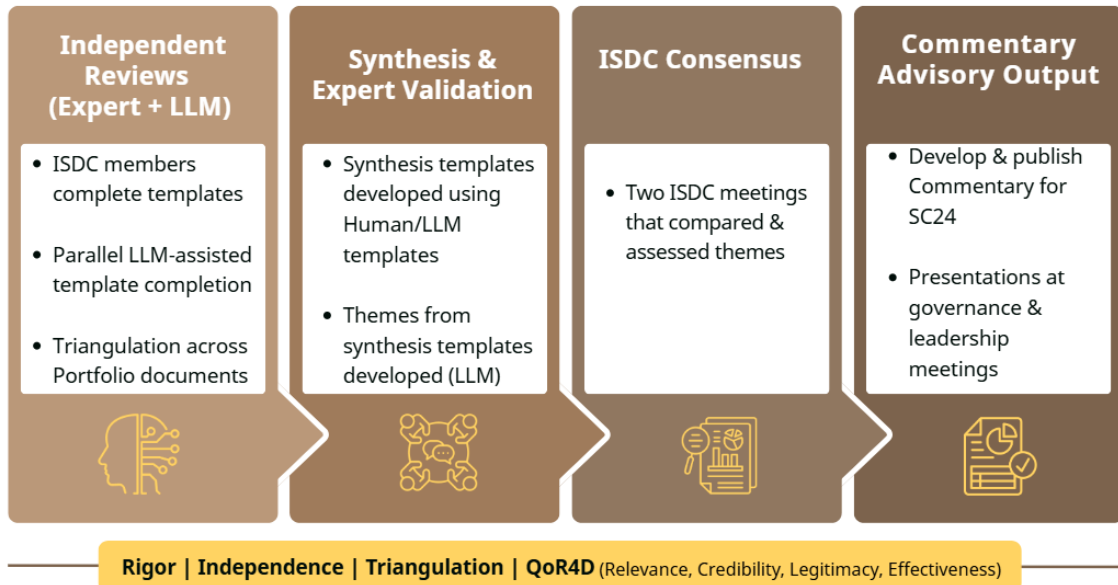 Independent
Reviews
(Expert + LLM)
• ISDC members
complete templates
• Parallel LLM-assisted
template completion
• Triangulation across
Portfolio documents
Synthesis &
Expert Validation
• Synthesis templates
developed using
Human/LLM
templates
• Themes from
synthesis templates
developed (LLM)
ISDC Consensus
• Two ISDC meetings
that compared &
assessed themes
Commentary
Advisory Output
• Develop & publish
Commentary for
SC24
• Presentations at
governance &
leadership
meetings
Rigor | Independence | Triangulation | QoR4D (Relevance, Credibility, Legitimacy, Effectiveness)